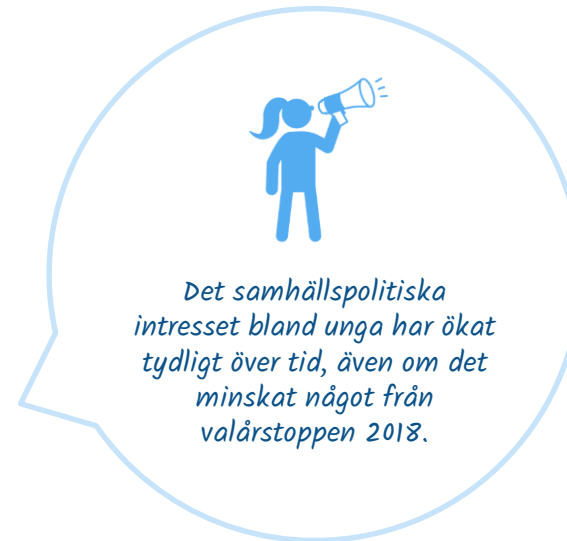 Det samhällspolitiska
intresset bland unga har ökat
tydligt över tid, även om det
minskat något från
valårstoppen 2018.